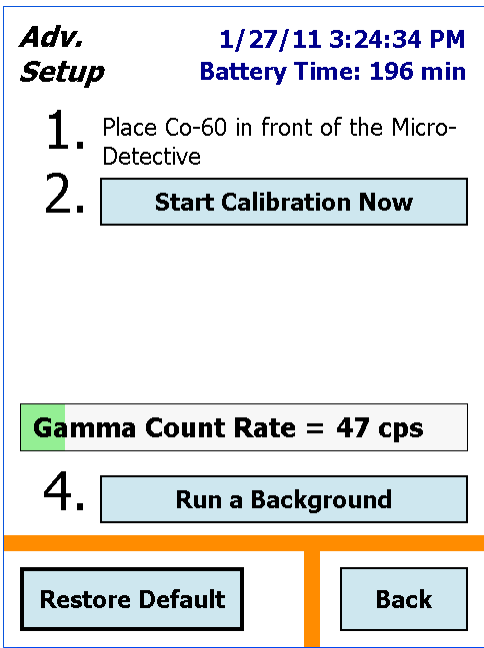 Adv.
Setup
1/27/11 3:24:34 PM
Battery Time: 196 min
1. Place Co-60 in front of the Micro-
Detective
2. Start Calibration Now
Gamma Count Rate = 47 cps
4. Run a Background
Restore Default
Back